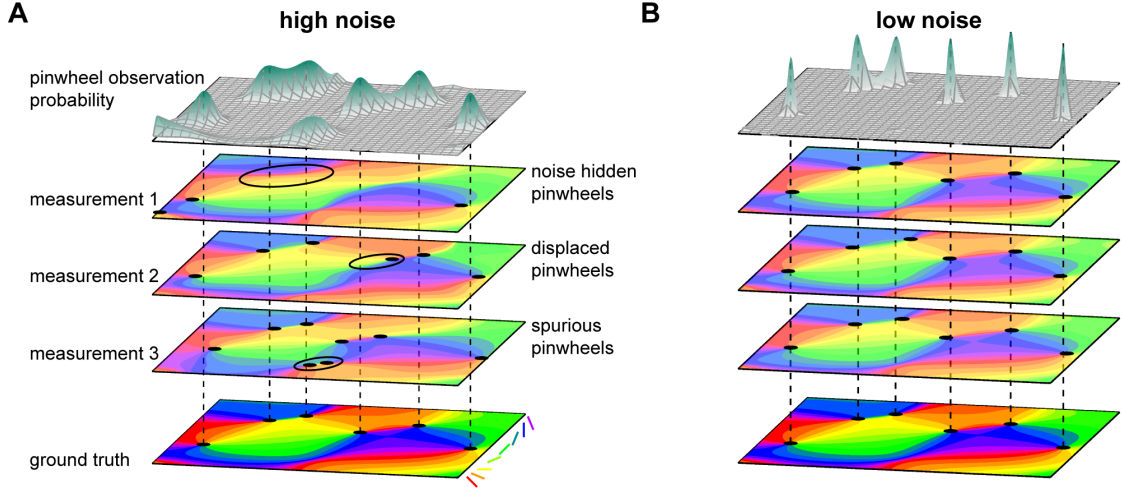 A
high noise
B
low noise
pinwheel observation
probability
measurement 1
noise hidden
pinwheels
measurement 2
displaced
pinwheels
measurement 3
spurious
pinwheels
ground truth